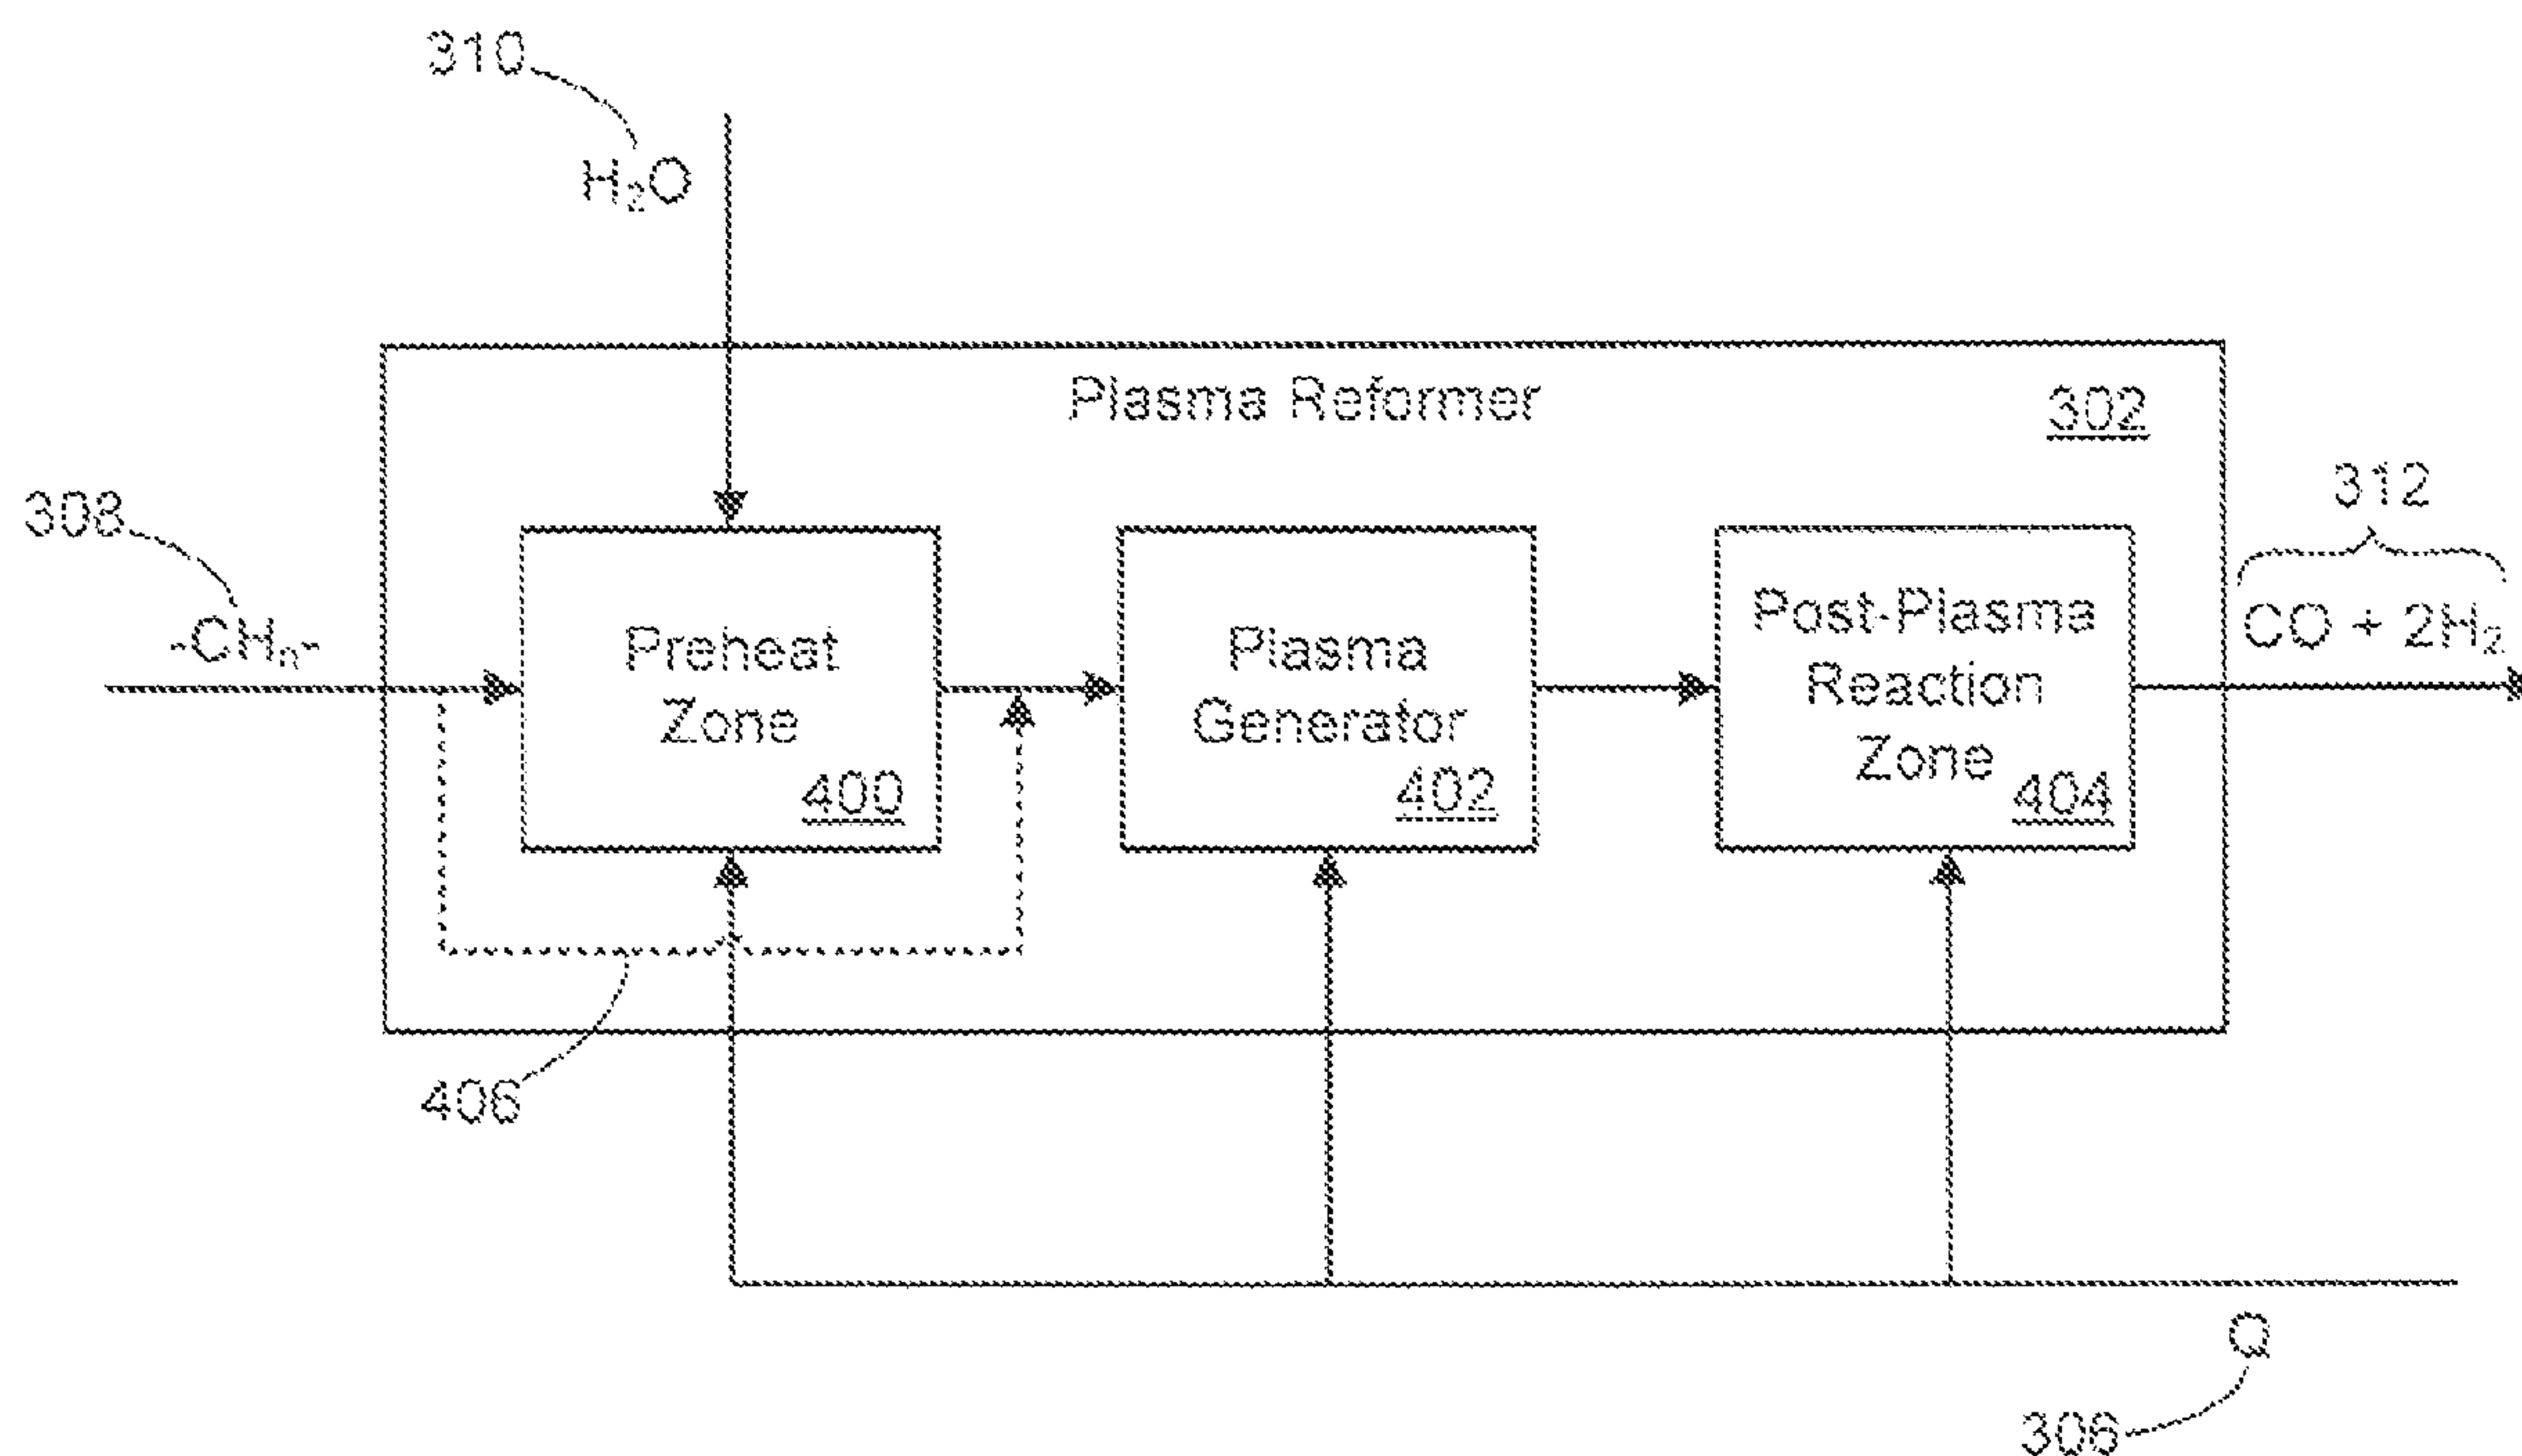 310
H₂O
Plasma Reformer
302
308
-CHₙ-
312
CO + 2H₂
Preheat
Zone
400
Plasma
Generator
402
Post-Plasma
Reaction
Zone
404
406
Q
306